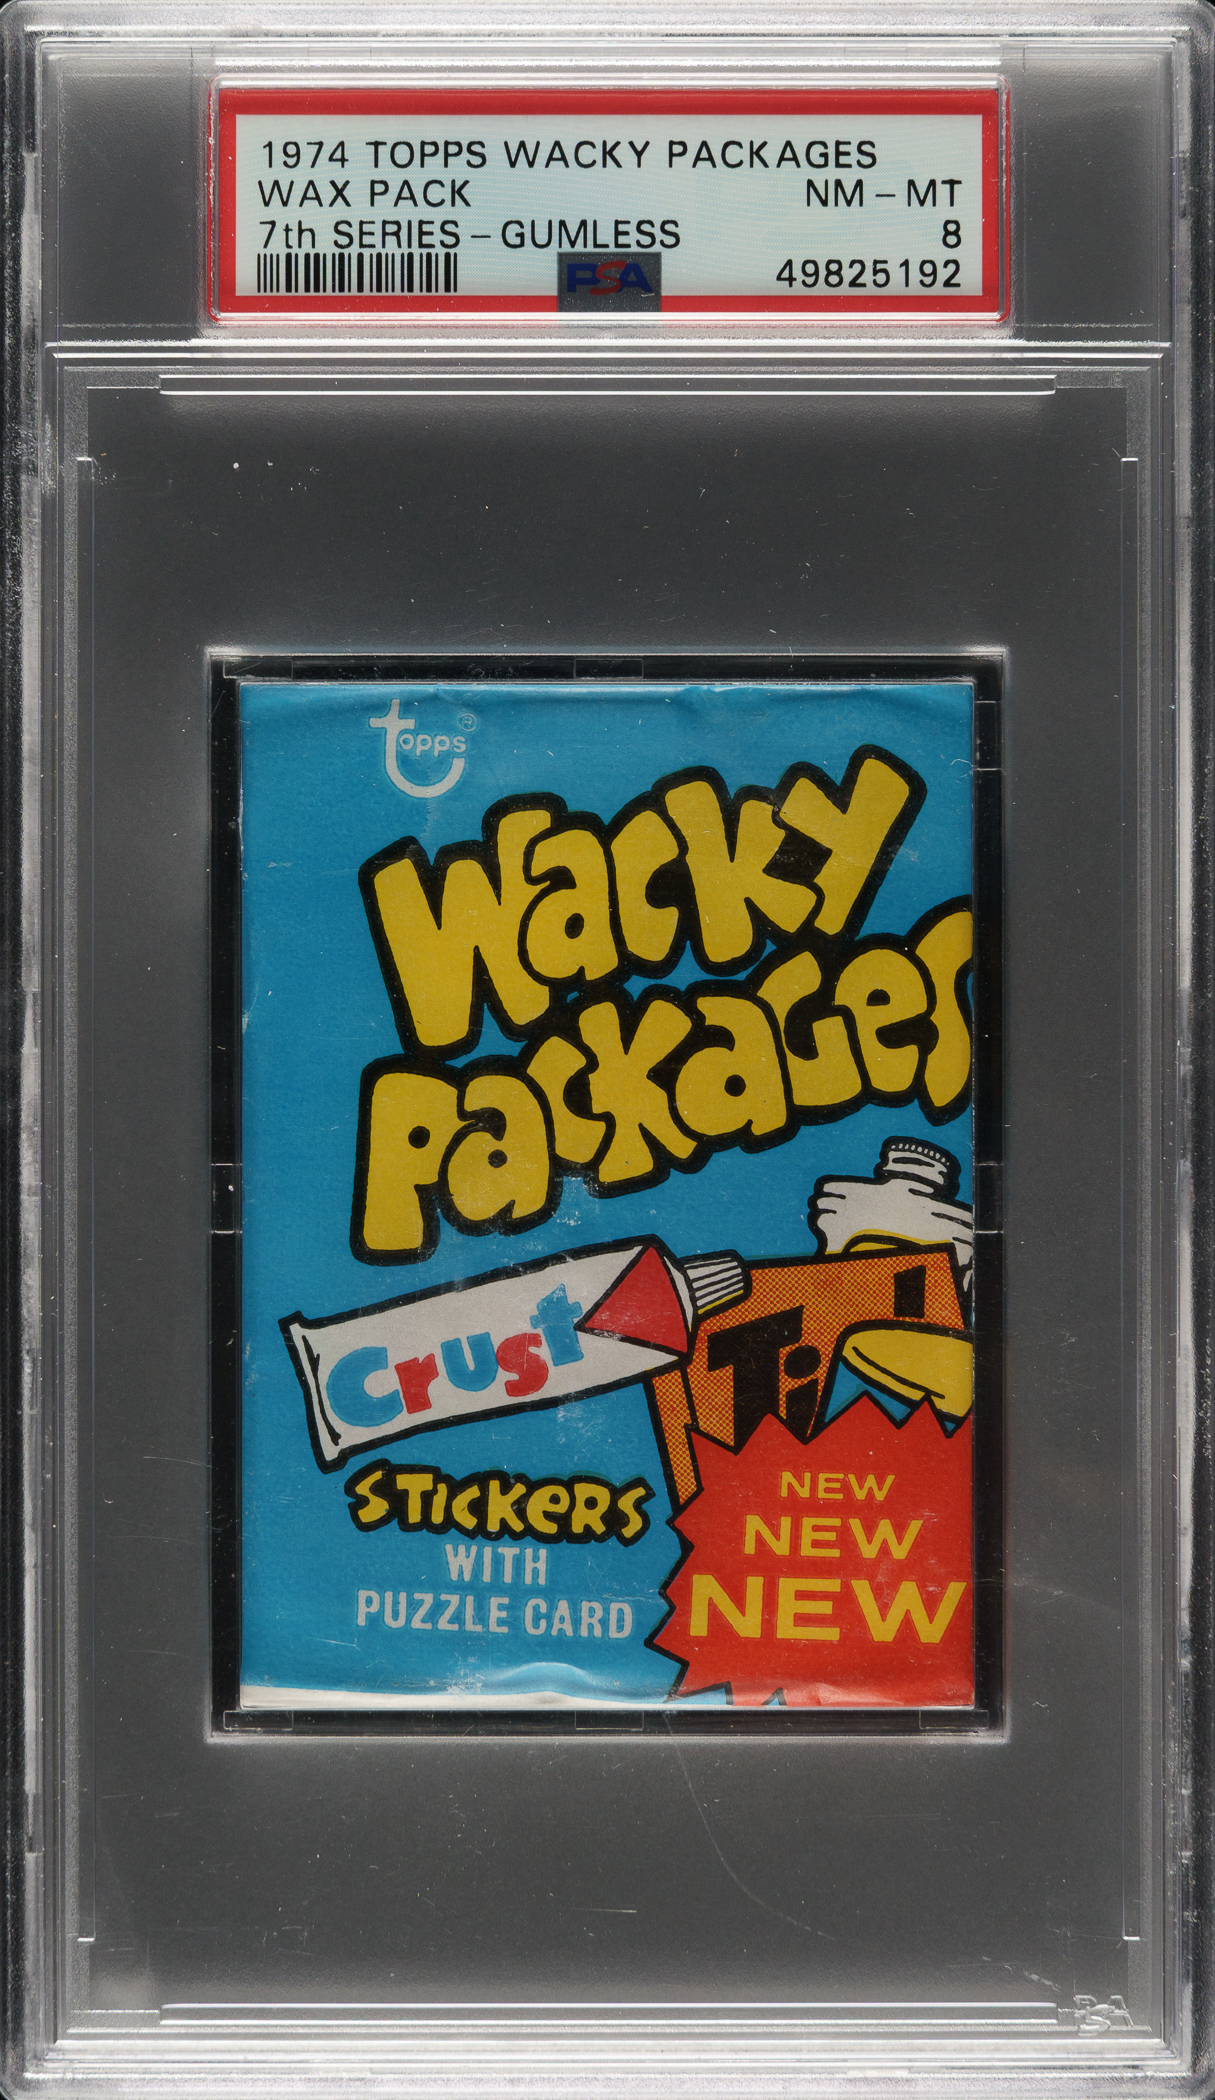 1974 TOPPS WACKY PACKAGES
WAX PACK NM - MT
7th SERIES - GUMLESS 8
PSA 49825192
topps®
Wacky
Packages
Crust
Ti
STICKERS
WITH
PUZZLE CARD
NEW
NEW
NEW
PSA